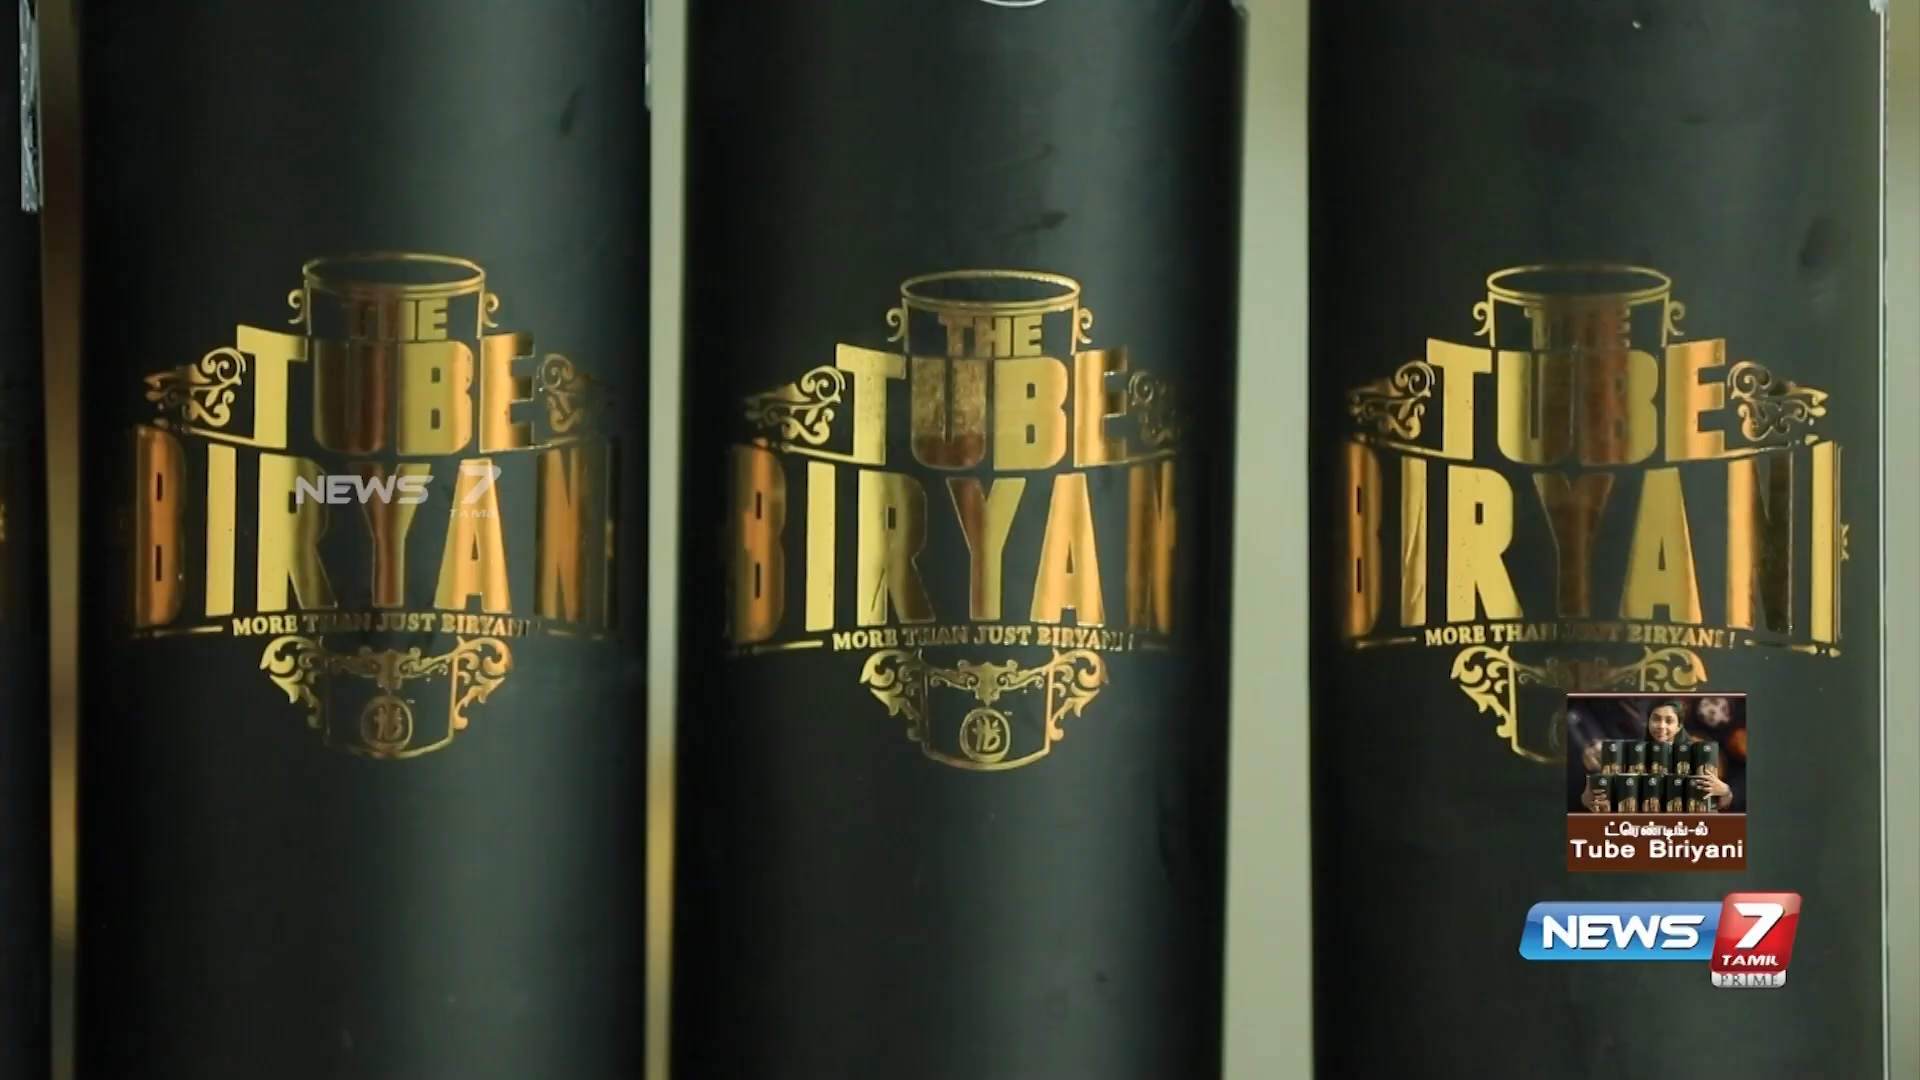 THE
TUBE
BIRYANI
MORE THAN JUST BIRYANI !
THE
TUBE
BIRYANI
MORE THAN JUST BIRYANI !
THE
TUBE
BIRYANI
MORE THAN JUST BIRYANI !
NEWS 7
TAMIL
ட்ரெண்டிங்-ல்
Tube Biriyani
NEWS 7
TAMIL
PRIME